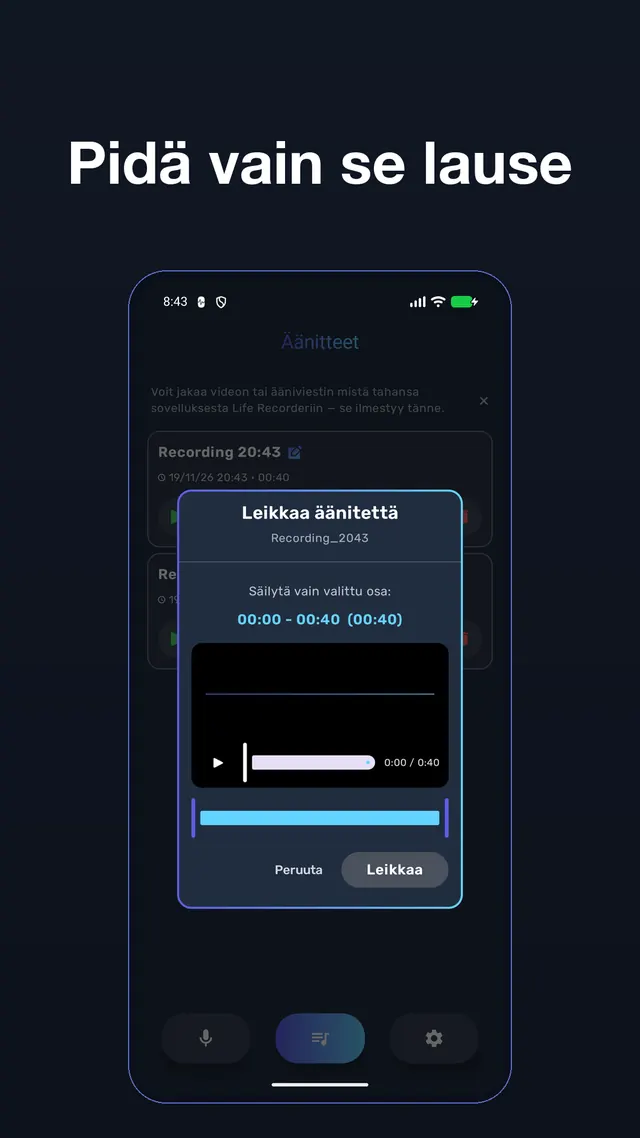 Pidä vain se lause
8:43
Äänitteet
Voit jakaa videon tai ääniviestin mistä tahansa
sovelluksesta Life Recorderiin — se ilmestyy tänne.
Recording 20:43
19/11/26 20:43 • 00:40
Leikkaa äänitettä
Recording_2043
Säilytä vain valittu osa:
00:00 - 00:40 (00:40)
0:00 / 0:40
Peruuta
Leikkaa